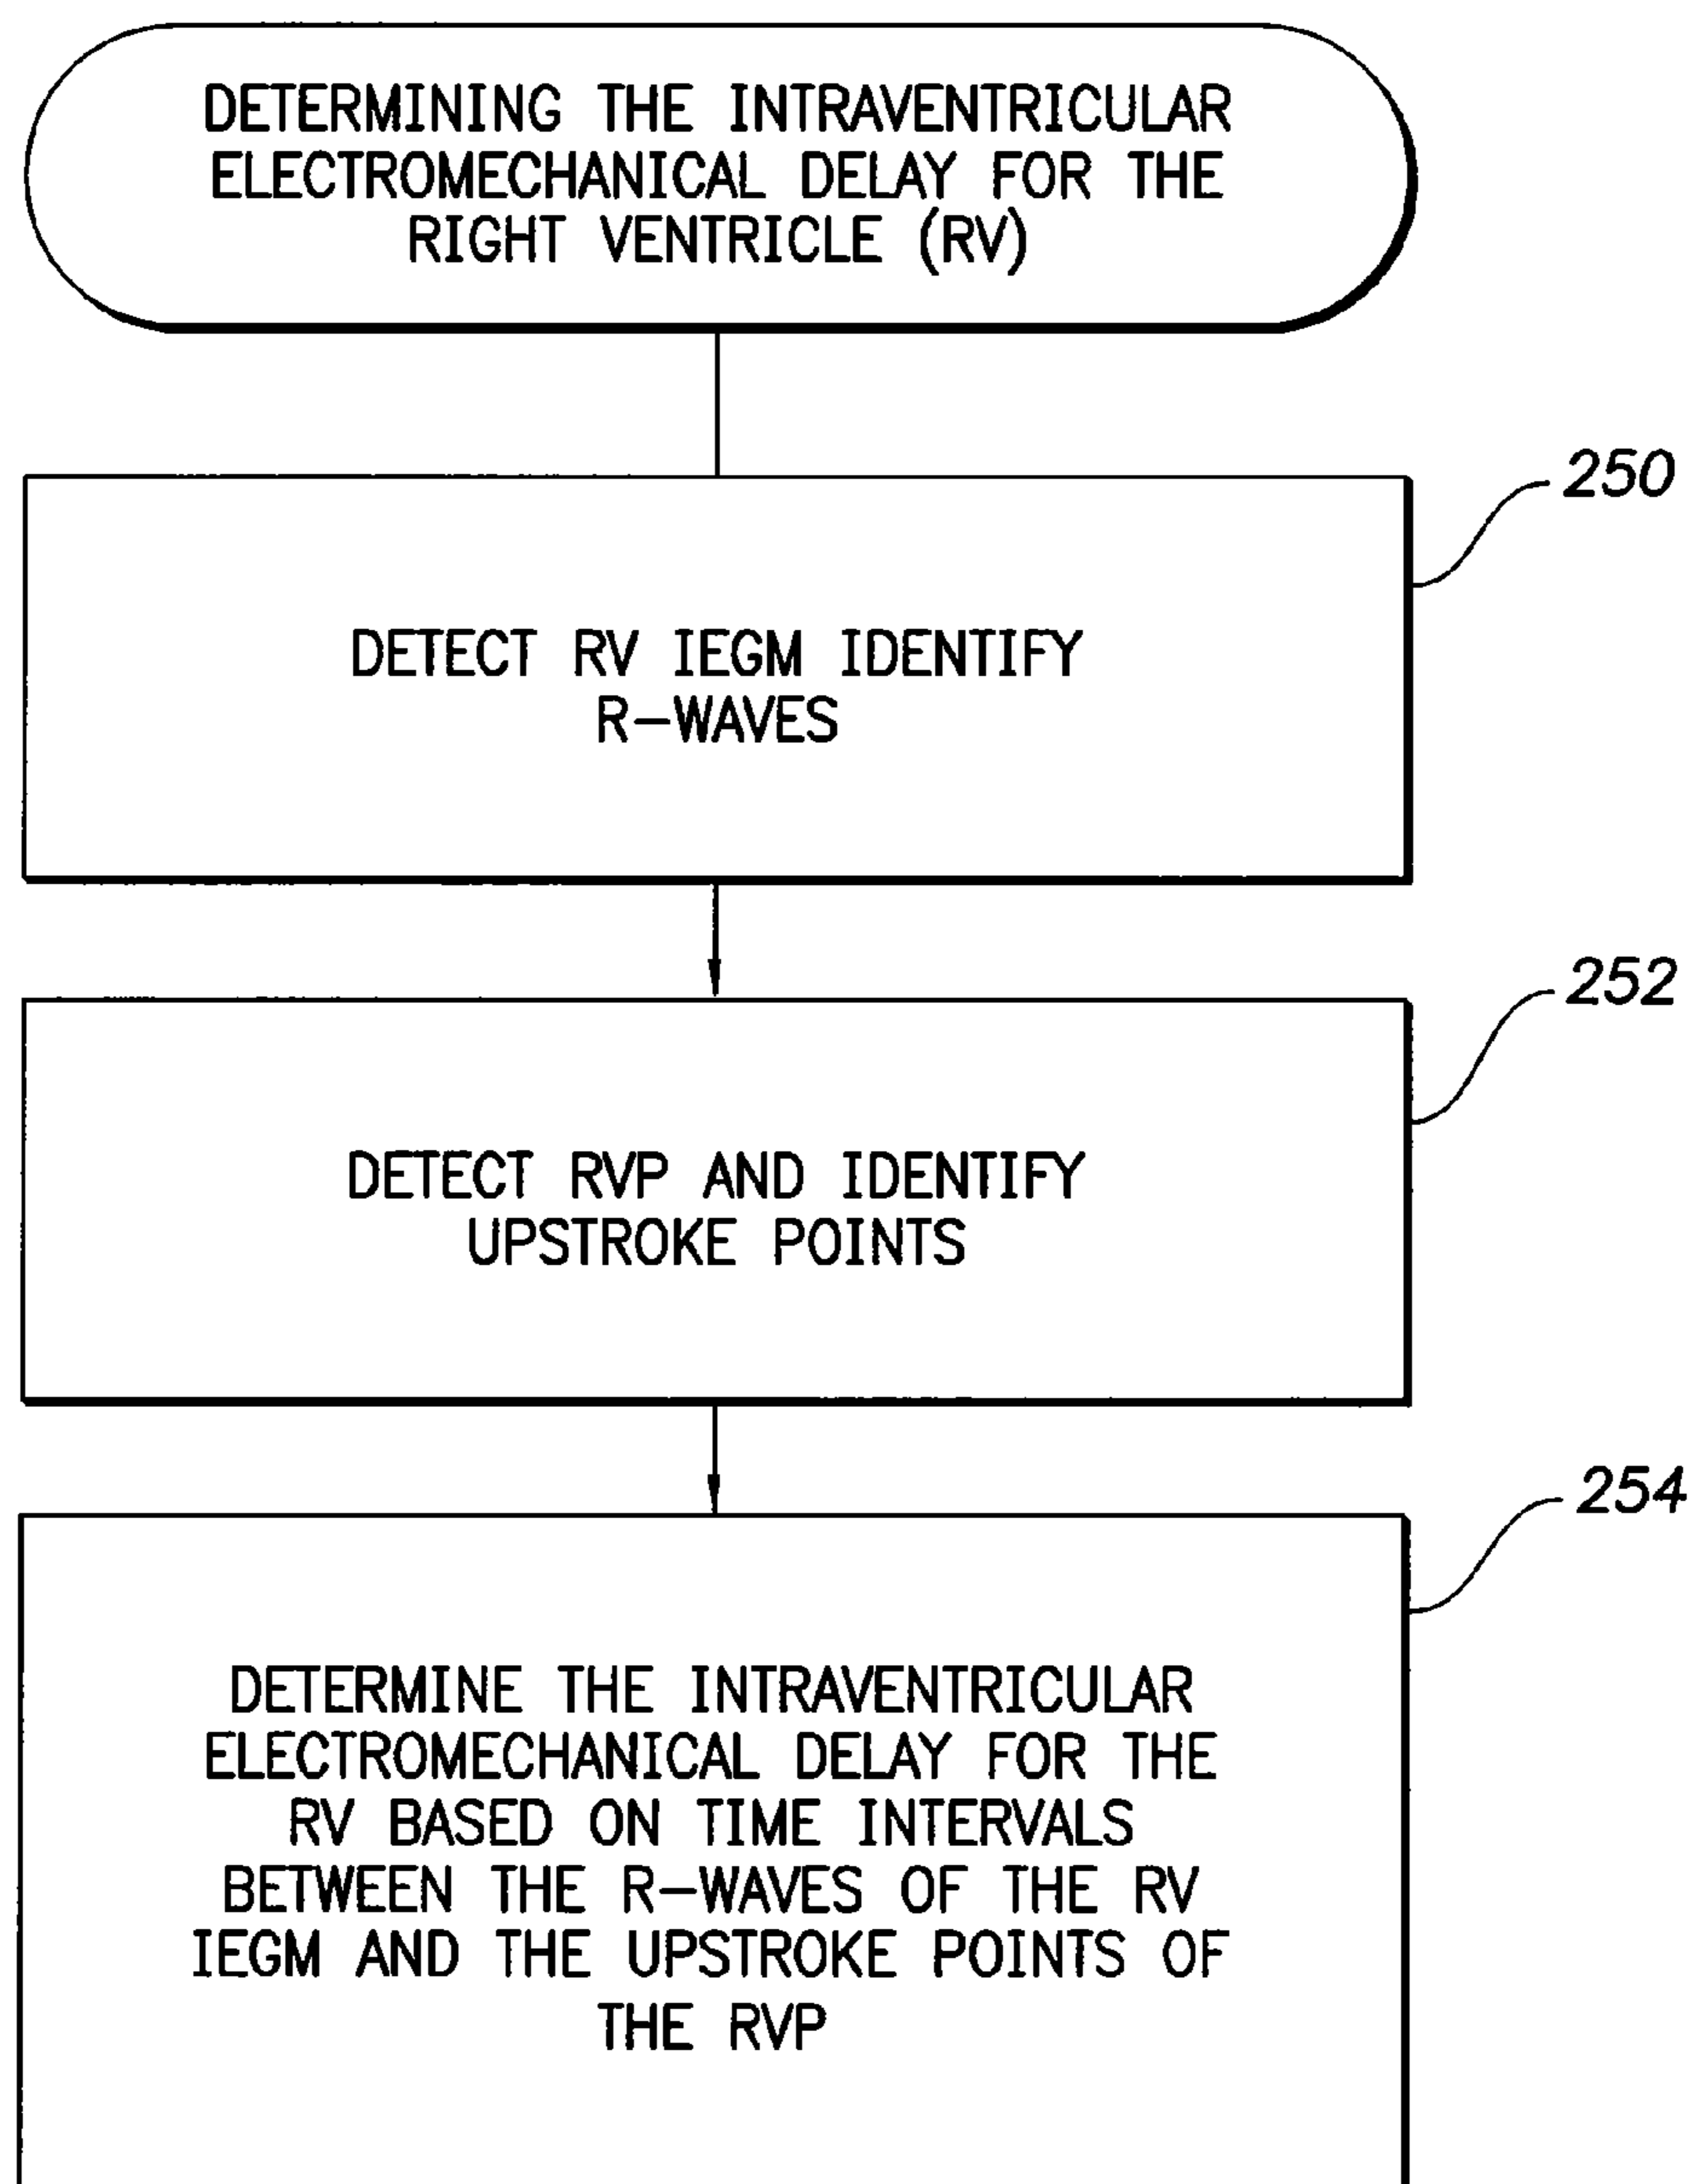 DETERMINING THE INTRAVENTRICULAR
ELECTROMECHANICAL DELAY FOR THE
RIGHT VENTRICLE (RV)
250
DETECT RV IEGM IDENTIFY
R-WAVES
252
DETECT RVP AND IDENTIFY
UPSTROKE POINTS
254
DETERMINE THE INTRAVENTRICULAR
ELECTROMECHANICAL DELAY FOR THE
RV BASED ON TIME INTERVALS
BETWEEN THE R-WAVES OF THE RV
IEGM AND THE UPSTROKE POINTS OF
THE RVP